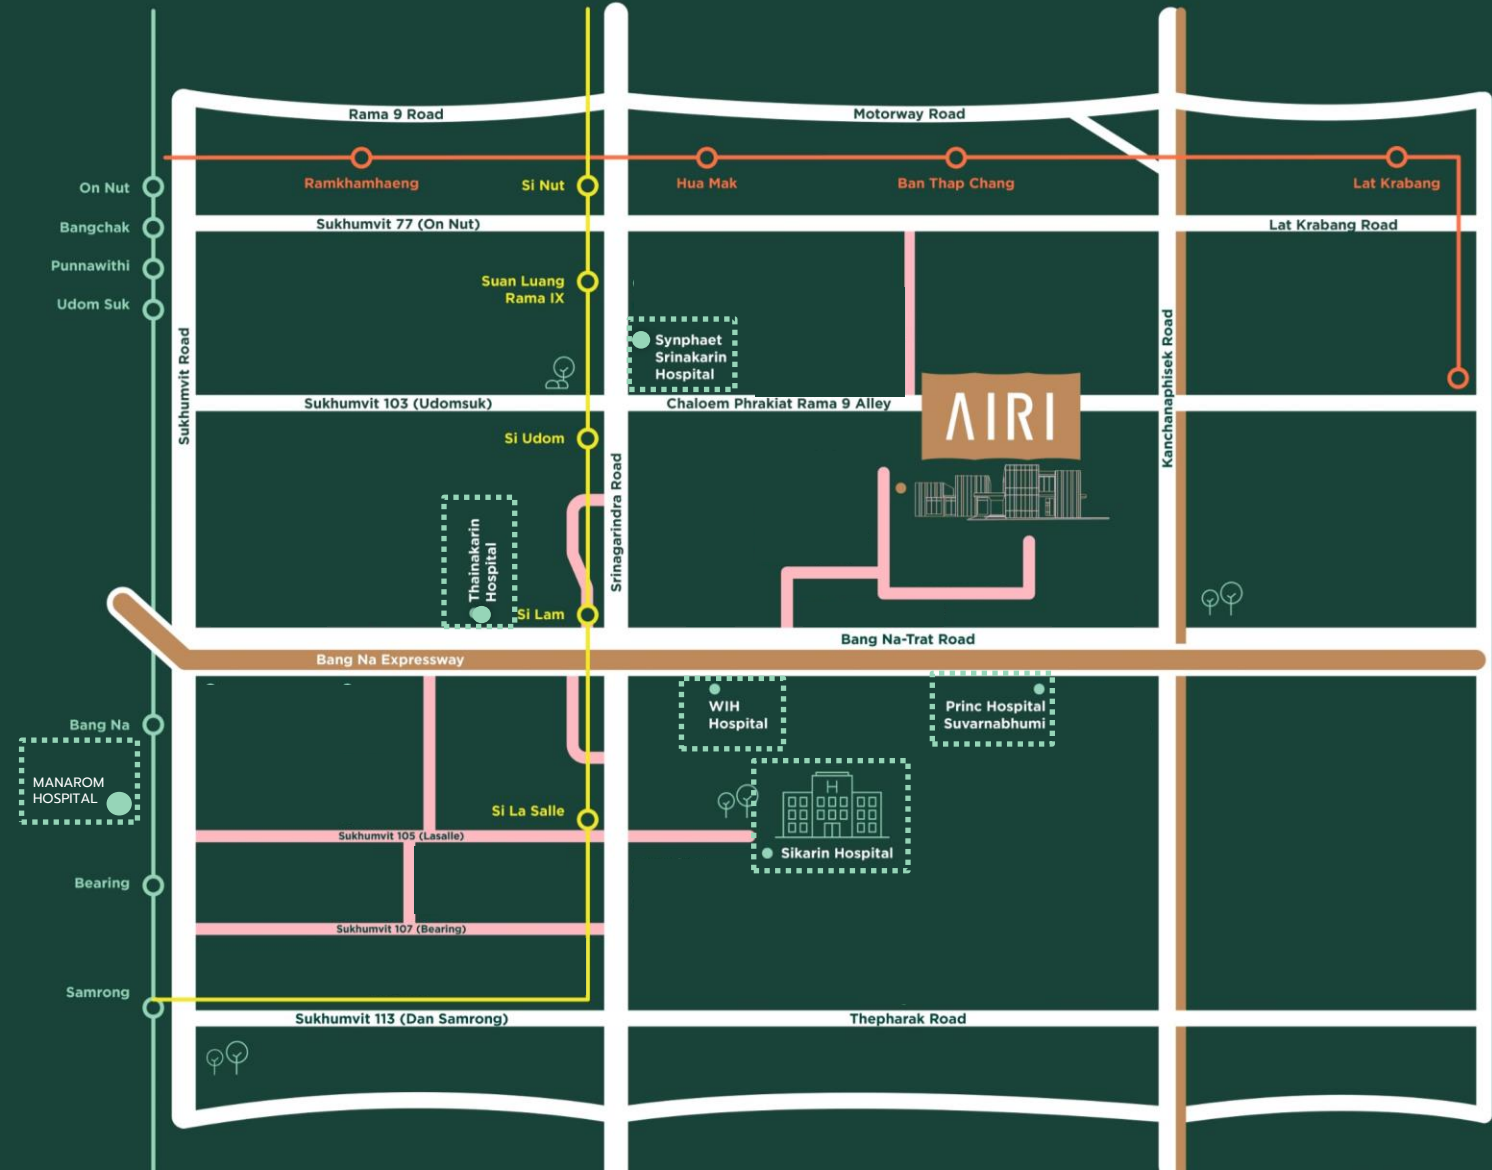 Rama 9 Road
Motorway Road
On Nut
Ramkhamhaeng
Si Nut
Hua Mak
Ban Thap Chang
Lat Krabang
Bangchak
Sukhumvit 77 (On Nut)
Lat Krabang Road
Punnawithi
Udom Suk
Suan Luang
Rama IX
Sukhumvit Road
Synphaet
Srinakarin
Hospital
Kanchanaphisek Road
Sukhumvit 103 (Udomsuk)
Chaloem Phrakiat Rama 9 Alley
AIRI
Si Udom
Srinagarindra Road
Thainakarin
Hospital
Si Lam
Bang Na-Trat Road
Bang Na Expressway
WIH
Hospital
Princ Hospital
Suvarnabhumi
Bang Na
MANAROM
HOSPITAL
H
Si La Salle
Sukhumvit 105 (Lasalle)
Sikarin Hospital
Bearing
Sukhumvit 107 (Bearing)
Samrong
Sukhumvit 113 (Dan Samrong)
Thepharak Road